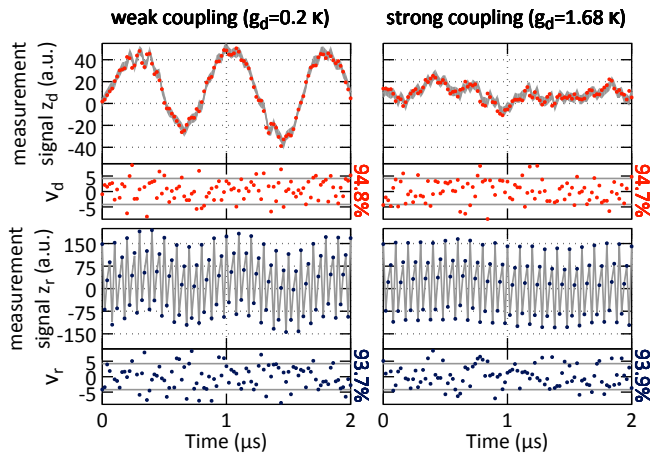 weak coupling (g_d=0.2 κ)
strong coupling (g_d=1.68 κ)
measurement
signal z_d (a.u.)
40
20
0
-20
-40
v_d
5
0
-5
94.8%
94.7%
measurement
signal z_r (a.u.)
150
75
0
-75
-150
v_r
5
0
-5
93.7%
93.9%
0
1
2
0
1
2
Time (μs)
Time (μs)